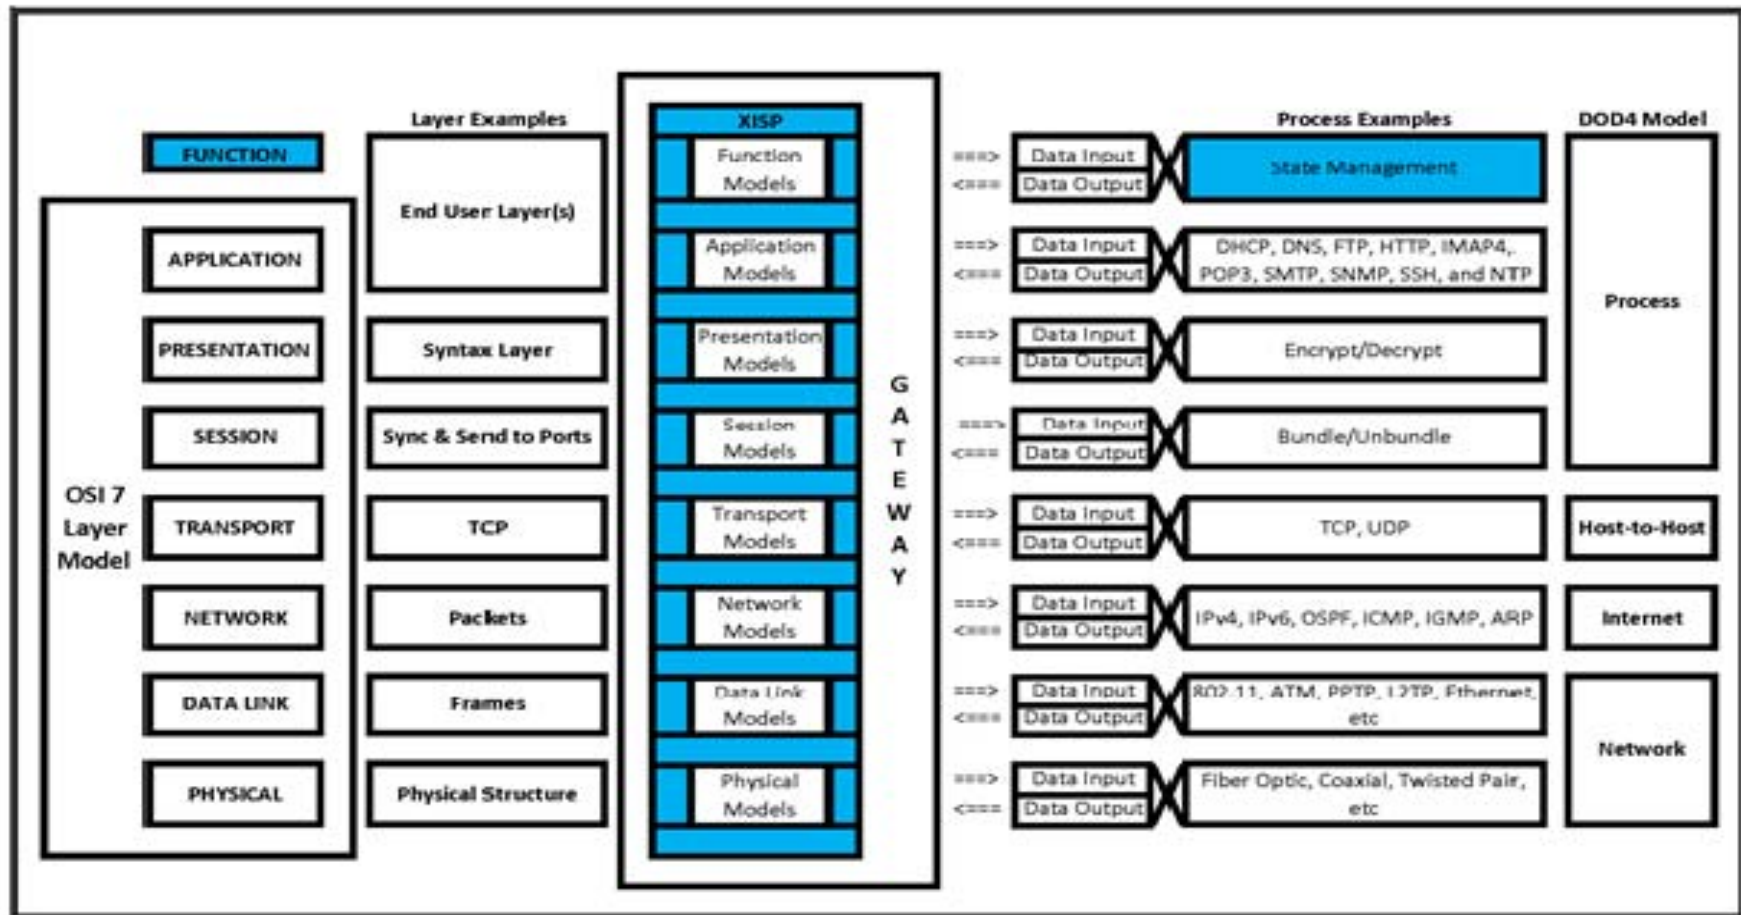 Layer Examples
XISP
Process Examples
DOD4 Model
FUNCTION
End User Layer(s)
Function
Models
===>
Data Input
<===
Data Output
State Management
Process
APPLICATION
Application
Models
===>
Data Input
<===
Data Output
DHCP, DNS, FTP, HTTP, IMAP4,
POP3, SMTP, SNMP, SSH, and NTP
PRESENTATION
Syntax Layer
Presentation
Models
===>
Data Input
<===
Data Output
Encrypt/Decrypt
SESSION
Sync & Send to Ports
Session
Models
===>
Data Input
<===
Data Output
Bundle/Unbundle
OSI 7
Layer
Model
TRANSPORT
TCP
Transport
Models
===>
Data Input
<===
Data Output
TCP, UDP
Host-to-Host
GATEWAY
NETWORK
Packets
Network
Models
===>
Data Input
<===
Data Output
IPv4, IPv6, OSPF, ICMP, IGMP, ARP
Internet
DATA LINK
Frames
Data Link
Models
===>
Data Input
<===
Data Output
802.11, ATM, PPTP, L2TP, Ethernet,
etc
Network
PHYSICAL
Physical Structure
Physical
Models
===>
Data Input
<===
Data Output
Fiber Optic, Coaxial, Twisted Pair,
etc